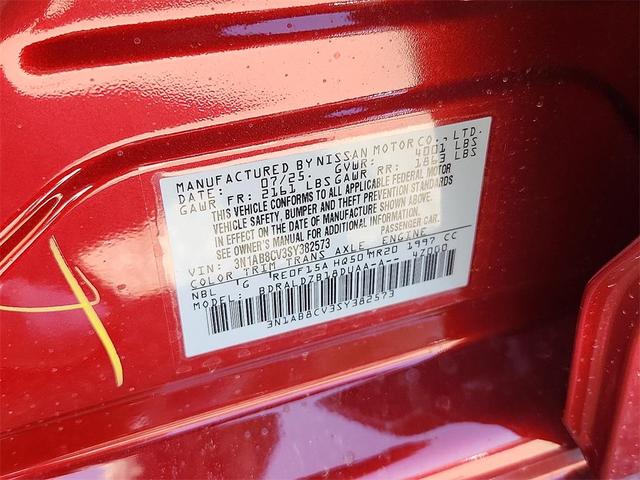 MANUFACTURED BY NISSAN MOTOR CO., LTD.
DATE: 07/25. GVWR: 4001 LBS
GAWR FR: 2161 LBS GAWR RR: 1863 LBS
THIS VEHICLE CONFORMS TO ALL APPLICABLE FEDERAL MOTOR
VEHICLE SAFETY, BUMPER AND THEFT PREVENTION STANDARDS
IN EFFECT ON THE DATE OF MANUFACTURE SHOWN ABOVE.
SEE OWNER'S MANUAL FOR ADDITIONAL INFORMATION.
VIN: 3N1AB8CV3SY382573 PASSENGER CAR.
COLOR TRIM TRANS AXLE ENGINE
NBL G RE0F15A HQ50 MR20 1997 CC
MODEL: BDRALDZB18DUAA-A-- 47000
3N1AB8CV3SY382573